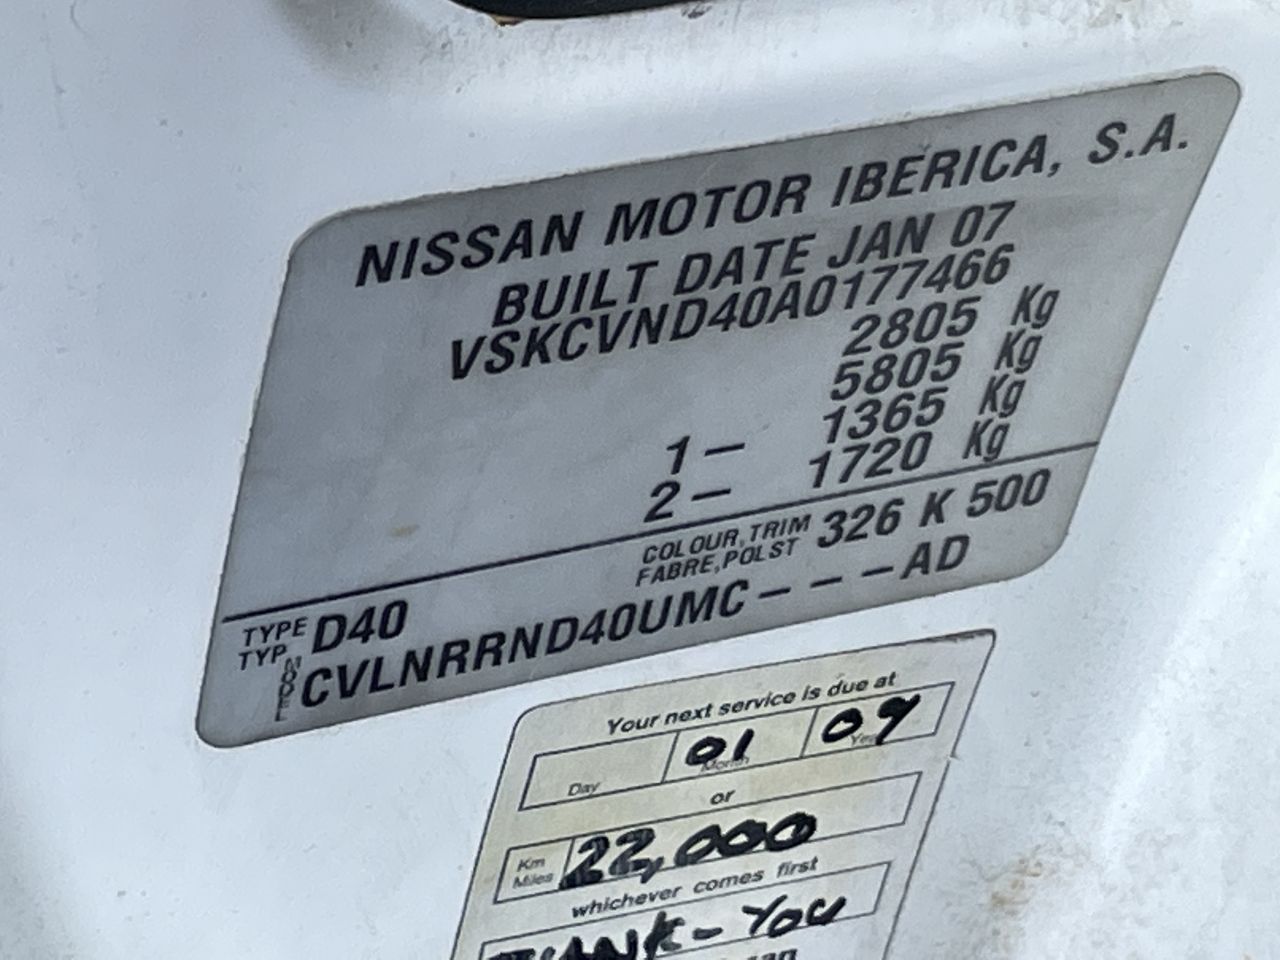 NISSAN MOTOR IBERICA, S.A.
BUILT DATE JAN 07
VSKCVND40A0177466
2805 Kg
5805 Kg
1 – 1365 Kg
2 – 1720 Kg
COLOUR,TRIM
FABRE,POLST 326 K 500
TYPE
TYP D40
MODEL CVLNRRND40UMC – – – AD
Your next service is due at
Day 01 Month 09 Year
or
Km
Miles 22,000
whichever comes first
THANK-YOU